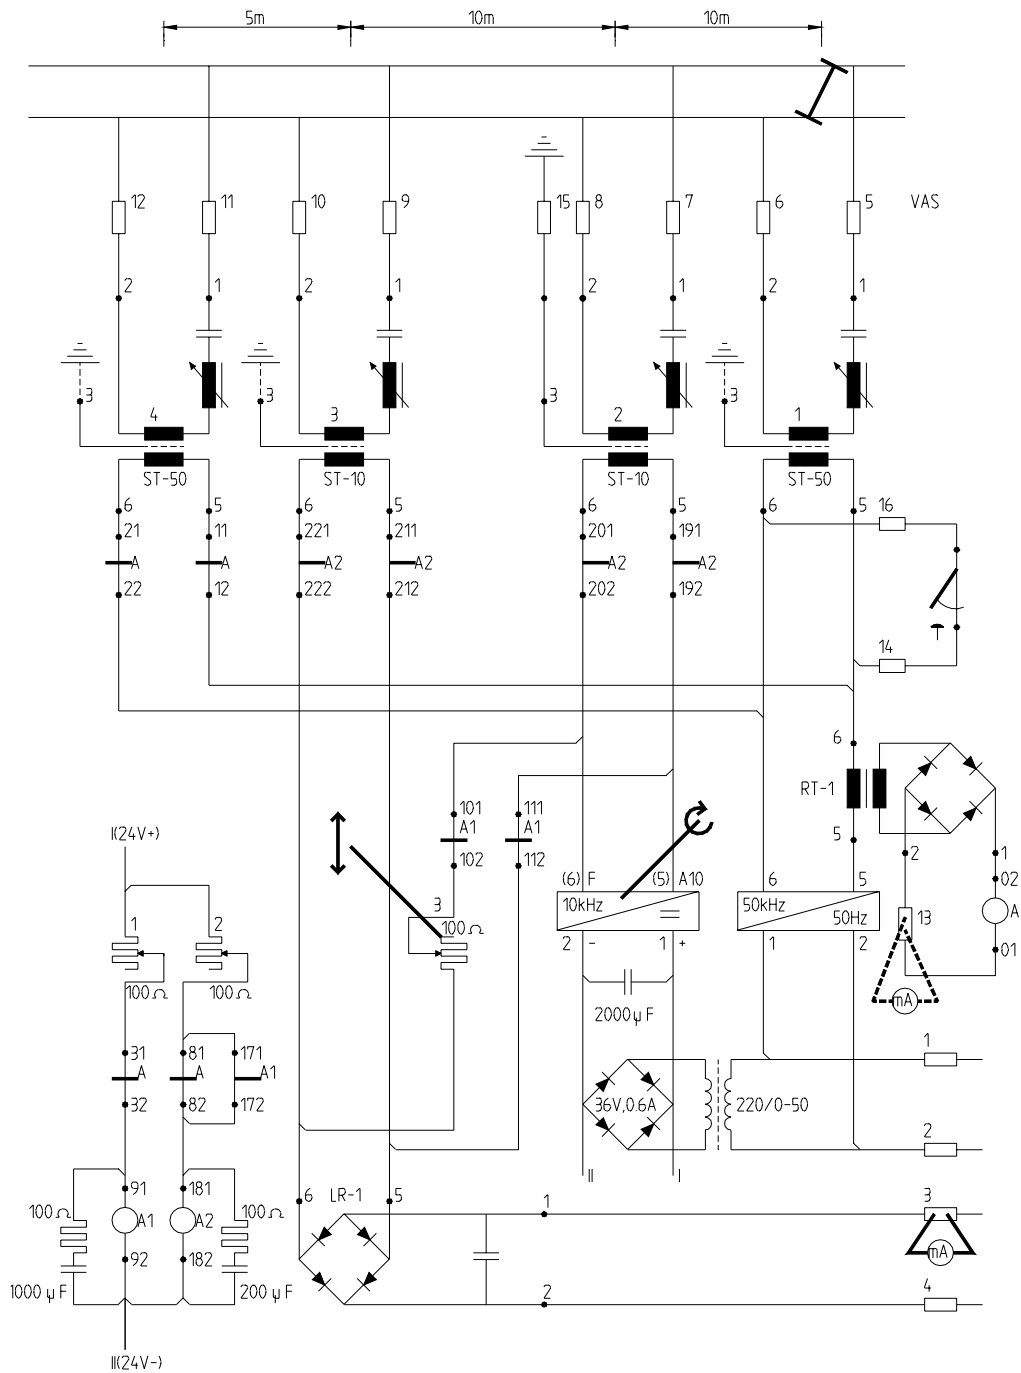 5m 10m 10m
12 11 10 9 15 8 7 6 5 VAS
2 1 2 1 2 1 2 1
3 3 3 3
4 3 2 1
ST-50 ST-10 ST-10 ST-50
6 5 6 5 6 5 6 5 16
21 11 221 211 201 191
A A A2 A2 A2 A2
22 12 222 212 202 192
14
6
RT-1
101 111
I(24V+) A1 A1
5
102 112 2 1
(6) F (5) A10 6 5 02
10kHz 50kHz A
1 2 3 50Hz 13
100Ω 2 - 1 + 1 2 01
100Ω 100Ω mA
2000μF
1
31 81 171
A A A1 36V,0.6A 220/0-50
32 82 172
2
II I
91 181 6 LR-1 5 1 3
100Ω A1 A2 100Ω
mA
92 182
1000μF 200μF 2 4
II(24V-)